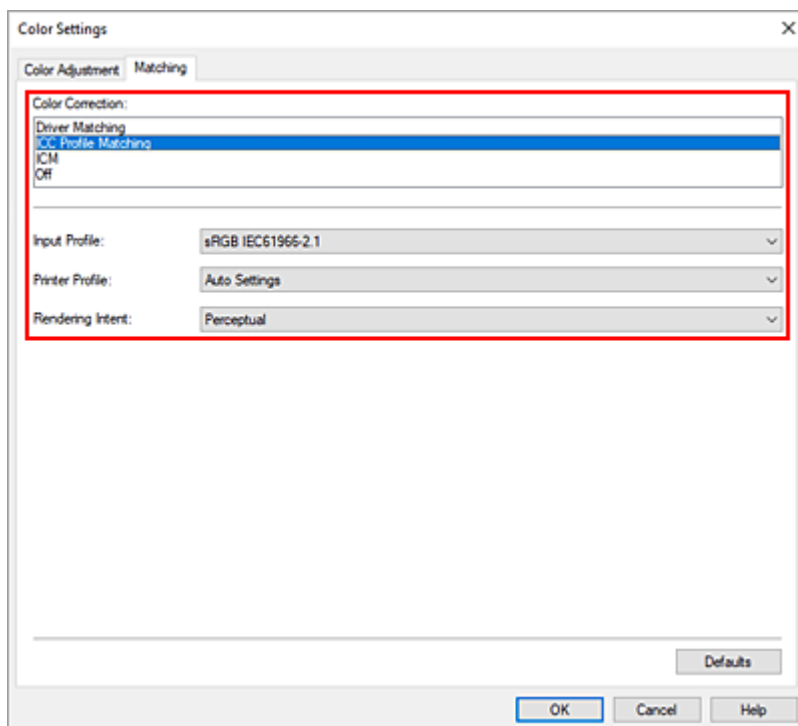 Color Settings
Color Adjustment Matching
Color Correction:
Driver Matching
ICC Profile Matching
ICM
Off
Input Profile: sRGB IEC61966-2.1
Printer Profile: Auto Settings
Rendering Intent: Perceptual
Defaults
OK Cancel Help